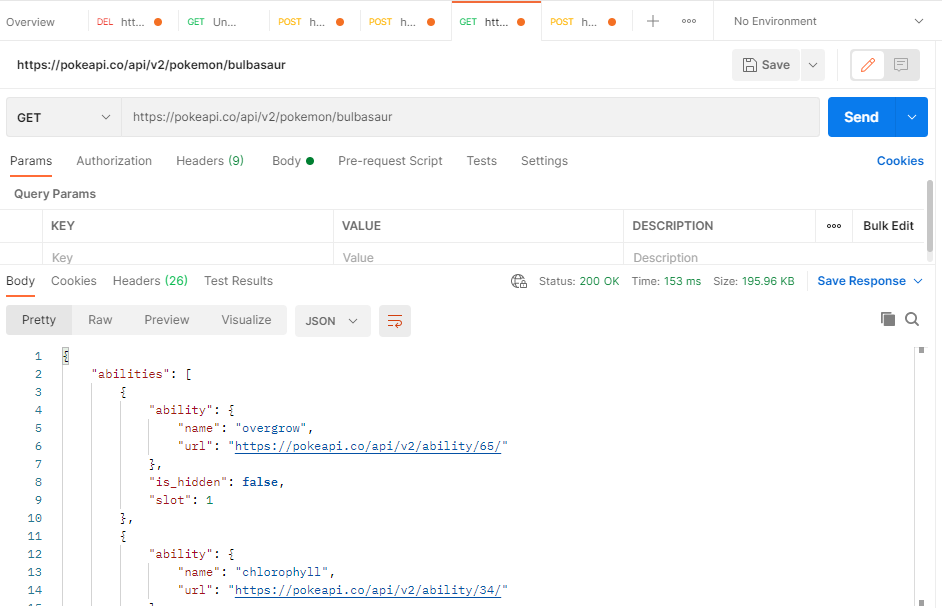 Overview DEL htt... GET Un... POST h... POST h... GET htt... POST h... No Environment
https://pokeapi.co/api/v2/pokemon/bulbasaur Save
GET https://pokeapi.co/api/v2/pokemon/bulbasaur Send
Params Authorization Headers (9) Body Pre-request Script Tests Settings Cookies
Query Params
KEY VALUE DESCRIPTION Bulk Edit
Key Value Description
Body Cookies Headers (26) Test Results Status: 200 OK Time: 153 ms Size: 195.96 KB Save Response
Pretty Raw Preview Visualize JSON
1 {
2 "abilities": [
3 {
4 "ability": {
5 "name": "overgrow",
6 "url": "https://pokeapi.co/api/v2/ability/65/"
7 },
8 "is_hidden": false,
9 "slot": 1
10 },
11 {
12 "ability": {
13 "name": "chlorophyll",
14 "url": "https://pokeapi.co/api/v2/ability/34/"